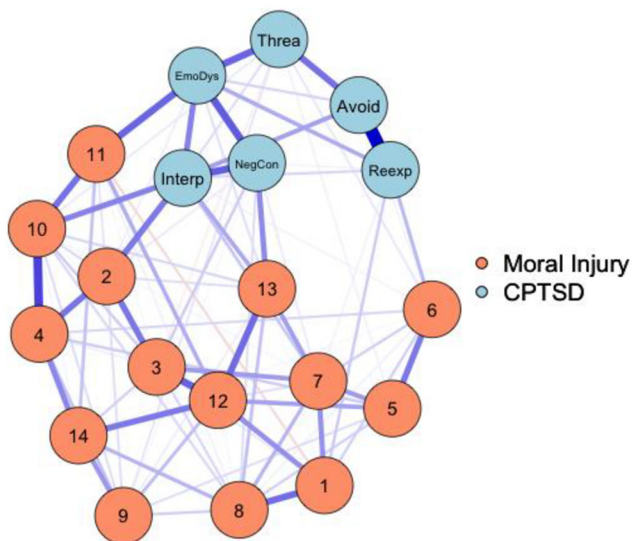 Threa
EmoDys
Avoid
11
Interp
NegCon
Reexp
10
2
13
6
4
3
12
7
5
14
9
8
1
Moral Injury
CPTSD